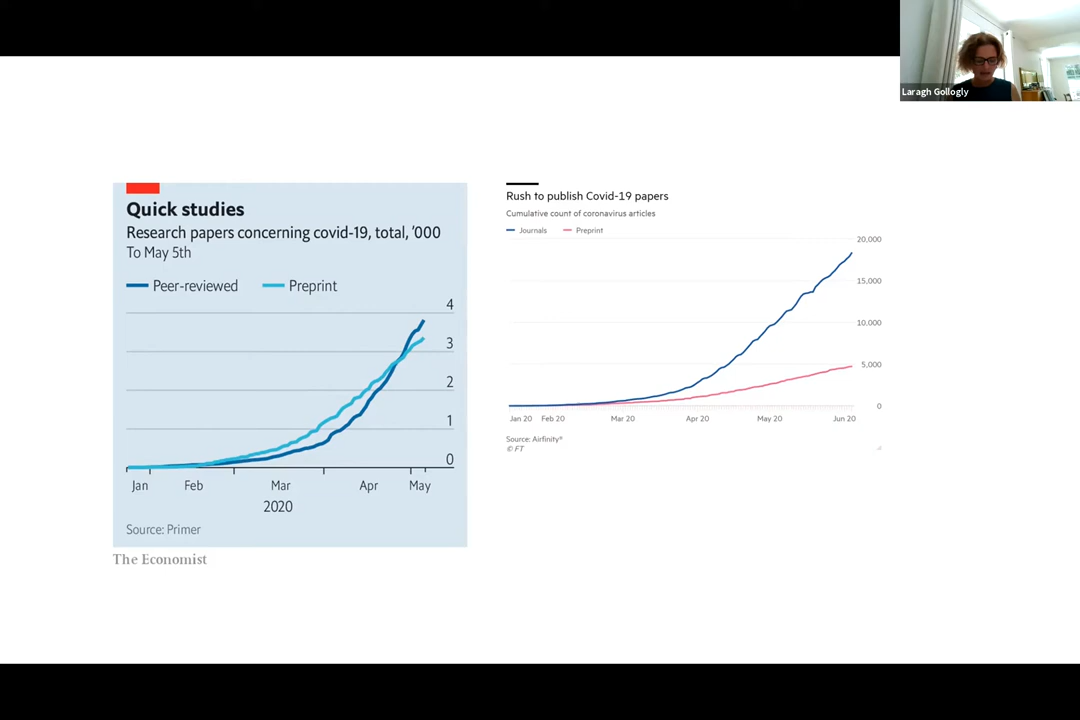 Laragh Gollogly
Quick studies
Research papers concerning covid-19, total, '000
To May 5th
Peer-reviewed Preprint
4
3
2
1
0
Jan Feb Mar Apr May
2020
Source: Primer
The Economist
Rush to publish Covid-19 papers
Cumulative count of coronavirus articles
Journals Preprint
20,000
15,000
10,000
5,000
0
Jan 20 Feb 20 Mar 20 Apr 20 May 20 Jun 20
Source: Airfinity®
© FT